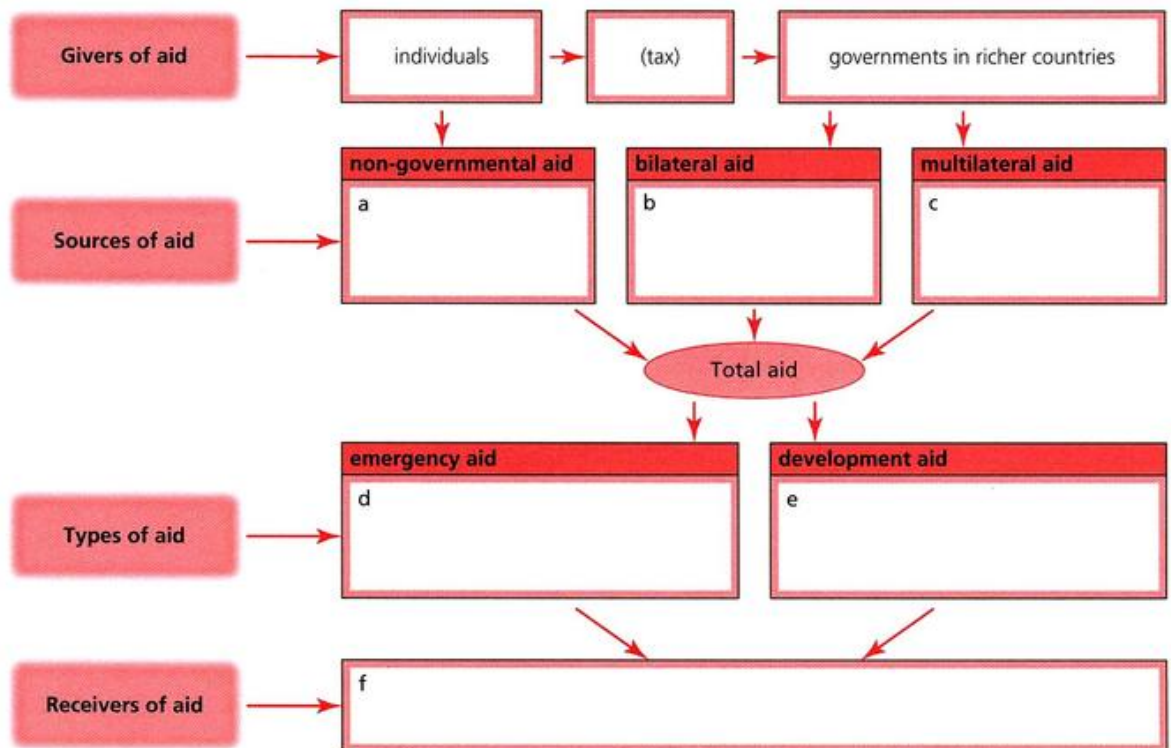 Givers of aid
individuals
(tax)
governments in richer countries
non-governmental aid
bilateral aid
multilateral aid
Sources of aid
a
b
c
Total aid
emergency aid
development aid
Types of aid
d
e
Receivers of aid
f